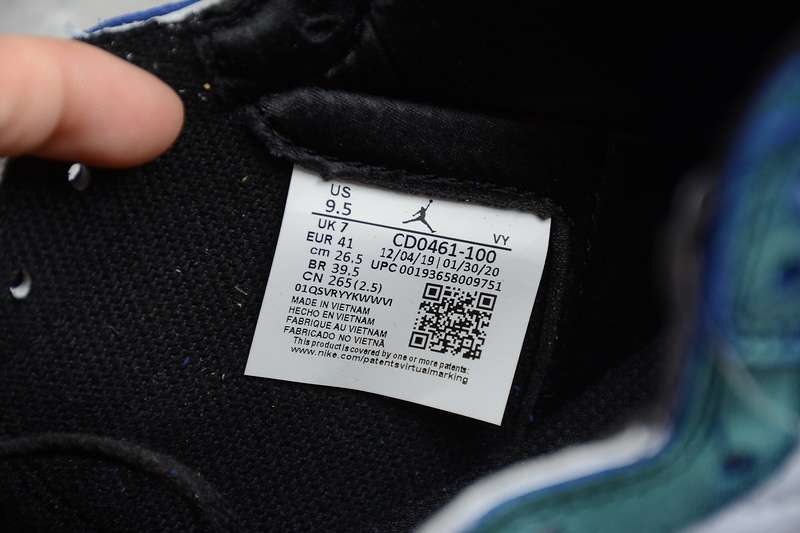 US
9.5
VY
UK 7
CD0461-100
EUR 41
12/04/19|01/30/20
cm 26.5
UPC 00193658009751
BR 39.5
CN 265(2.5)
01QSVRYYKWWVI
MADE IN VIETNAM
HECHO EN VIETNAM
FABRIQUE AU VIETNAM
FABRICADO NO VIETNÃ
This product is covered by one or more patents:
www.nike.com/patentsvirtualmarking